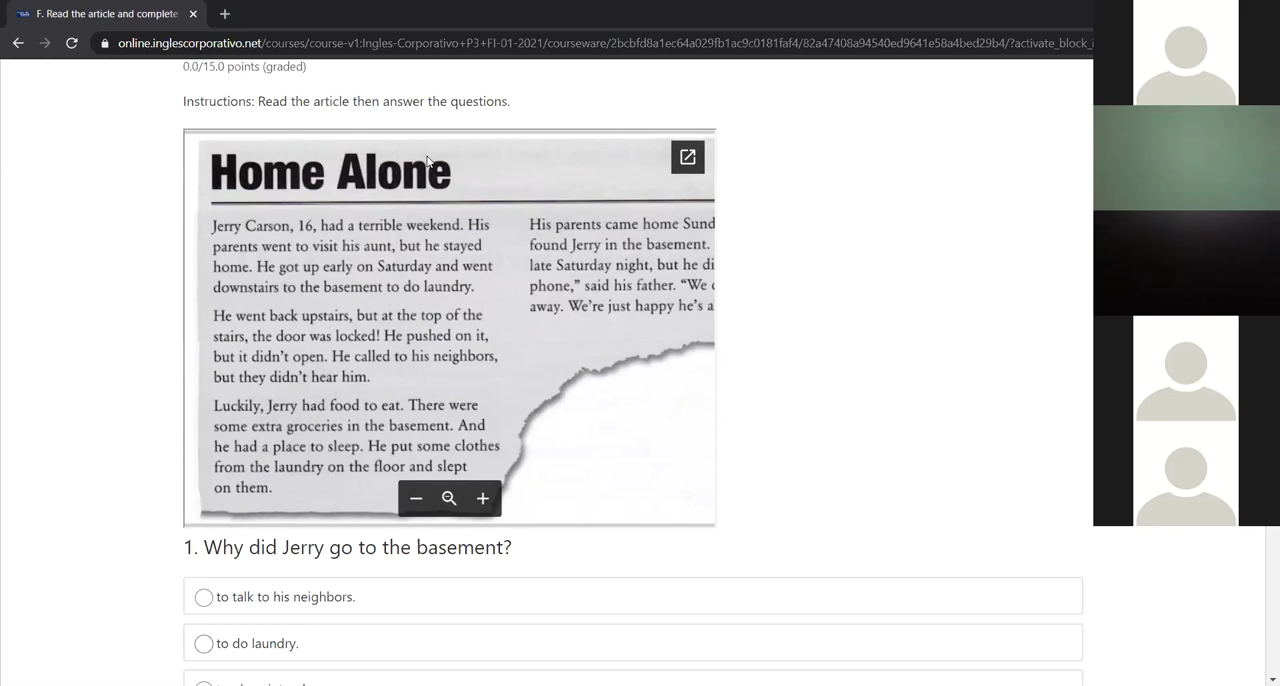 F. Read the article and complete
online.inglescorporativo.net/courses/course-v1:Ingles-Corporativo+P3+FI-01-2021/courseware/2bcbfd8a1ec64a029fb1ac9c0181faf4/82a47408a94540ed9641e58a4bed29b4/?activate_block_i
0.0/15.0 points (graded)
Instructions: Read the article then answer the questions.
Home Alone
Jerry Carson, 16, had a terrible weekend. His
parents went to visit his aunt, but he stayed
home. He got up early on Saturday and went
downstairs to the basement to do laundry.
He went back upstairs, but at the top of the
stairs, the door was locked! He pushed on it,
but it didn't open. He called to his neighbors,
but they didn't hear him.
Luckily, Jerry had food to eat. There were
some extra groceries in the basement. And
he had a place to sleep. He put some clothes
from the laundry on the floor and slept
on them.
His parents came home Sund
found Jerry in the basement.
late Saturday night, but he di
phone," said his father. "We
away. We're just happy he's a
1. Why did Jerry go to the basement?
to talk to his neighbors.
to do laundry.